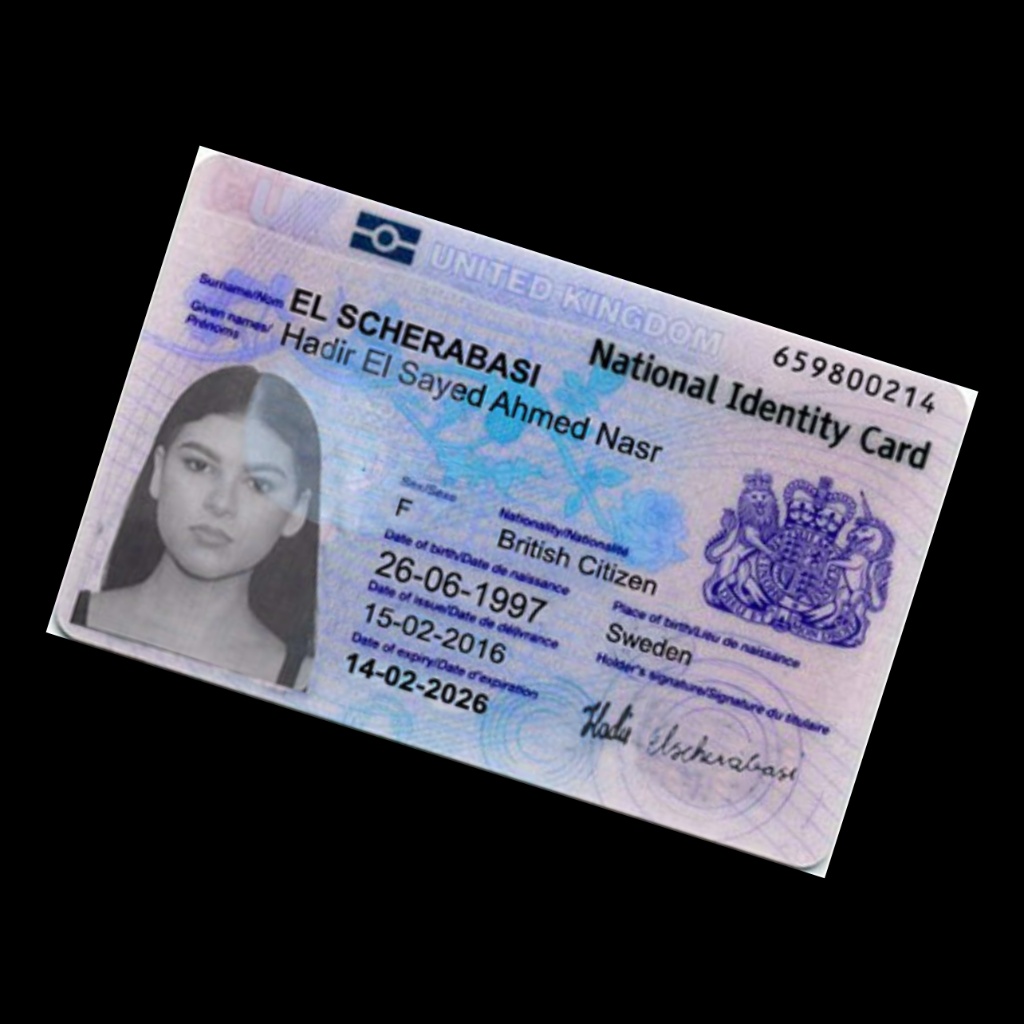 UNITED KINGDOM
659800214
National Identity Card
Surname/Nom EL SCHERABASI
Given names/
Prénoms
Hadir El Sayed Ahmed Nasr
Sex/Sexe
F
Nationality/Nationalité
British Citizen
Date of birth/Date de naissance
26-06-1997
Place of birth/Lieu de naissance
Sweden
Date of issue/Date de délivrance
15-02-2016
Holder's signature/Signature du titulaire
Date of expiry/Date d'expiration
14-02-2026
Hadir Elscherabasi